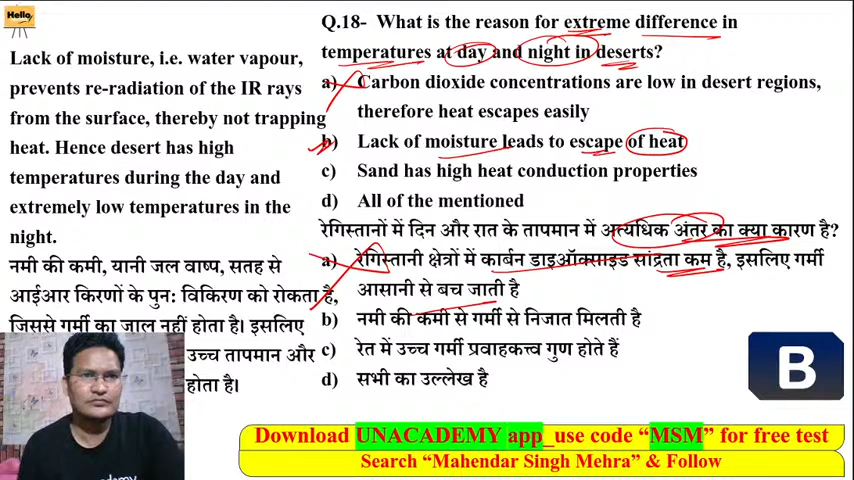 Hello
Lack of moisture, i.e. water vapour,
prevents re-radiation of the IR rays
from the surface, thereby not trapping
heat. Hence desert has high
temperatures during the day and
extremely low temperatures in the
night.
नमी की कमी, यानी जल वाष्प, सतह से
आईआर किरणों के पुन: विकिरण को रोकता है,
जिससे गर्मी का जाल नहीं होता है। इसलिए
उच्च तापमान और
होता है।
Q.18- What is the reason for extreme difference in
temperatures at day and night in deserts?
a) Carbon dioxide concentrations are low in desert regions,
therefore heat escapes easily
b) Lack of moisture leads to escape of heat
c) Sand has high heat conduction properties
d) All of the mentioned
रेगिस्तानों में दिन और रात के तापमान में अत्यधिक अंतर का क्या कारण है?
a) रेगिस्तानी क्षेत्रों में कार्बन डाइऑक्साइड सांद्रता कम है, इसलिए गर्मी
आसानी से बच जाती है
b) नमी की कमी से गर्मी से निजात मिलती है
c) रेत में उच्च गर्मी प्रवाहकत्त्व गुण होते हैं
d) सभी का उल्लेख है
B
Download UNACADEMY app use code “MSM” for free test
Search “Mahendar Singh Mehra” & Follow